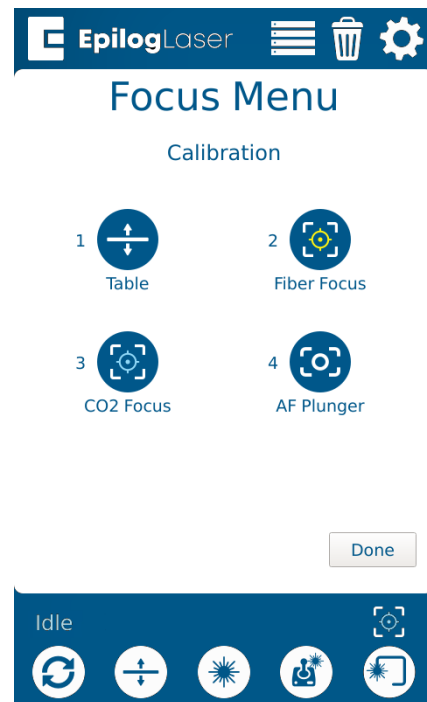 EpilogLaser
Focus Menu
Calibration
1 2
Table Fiber Focus
3 4
CO2 Focus AF Plunger
Done
Idle